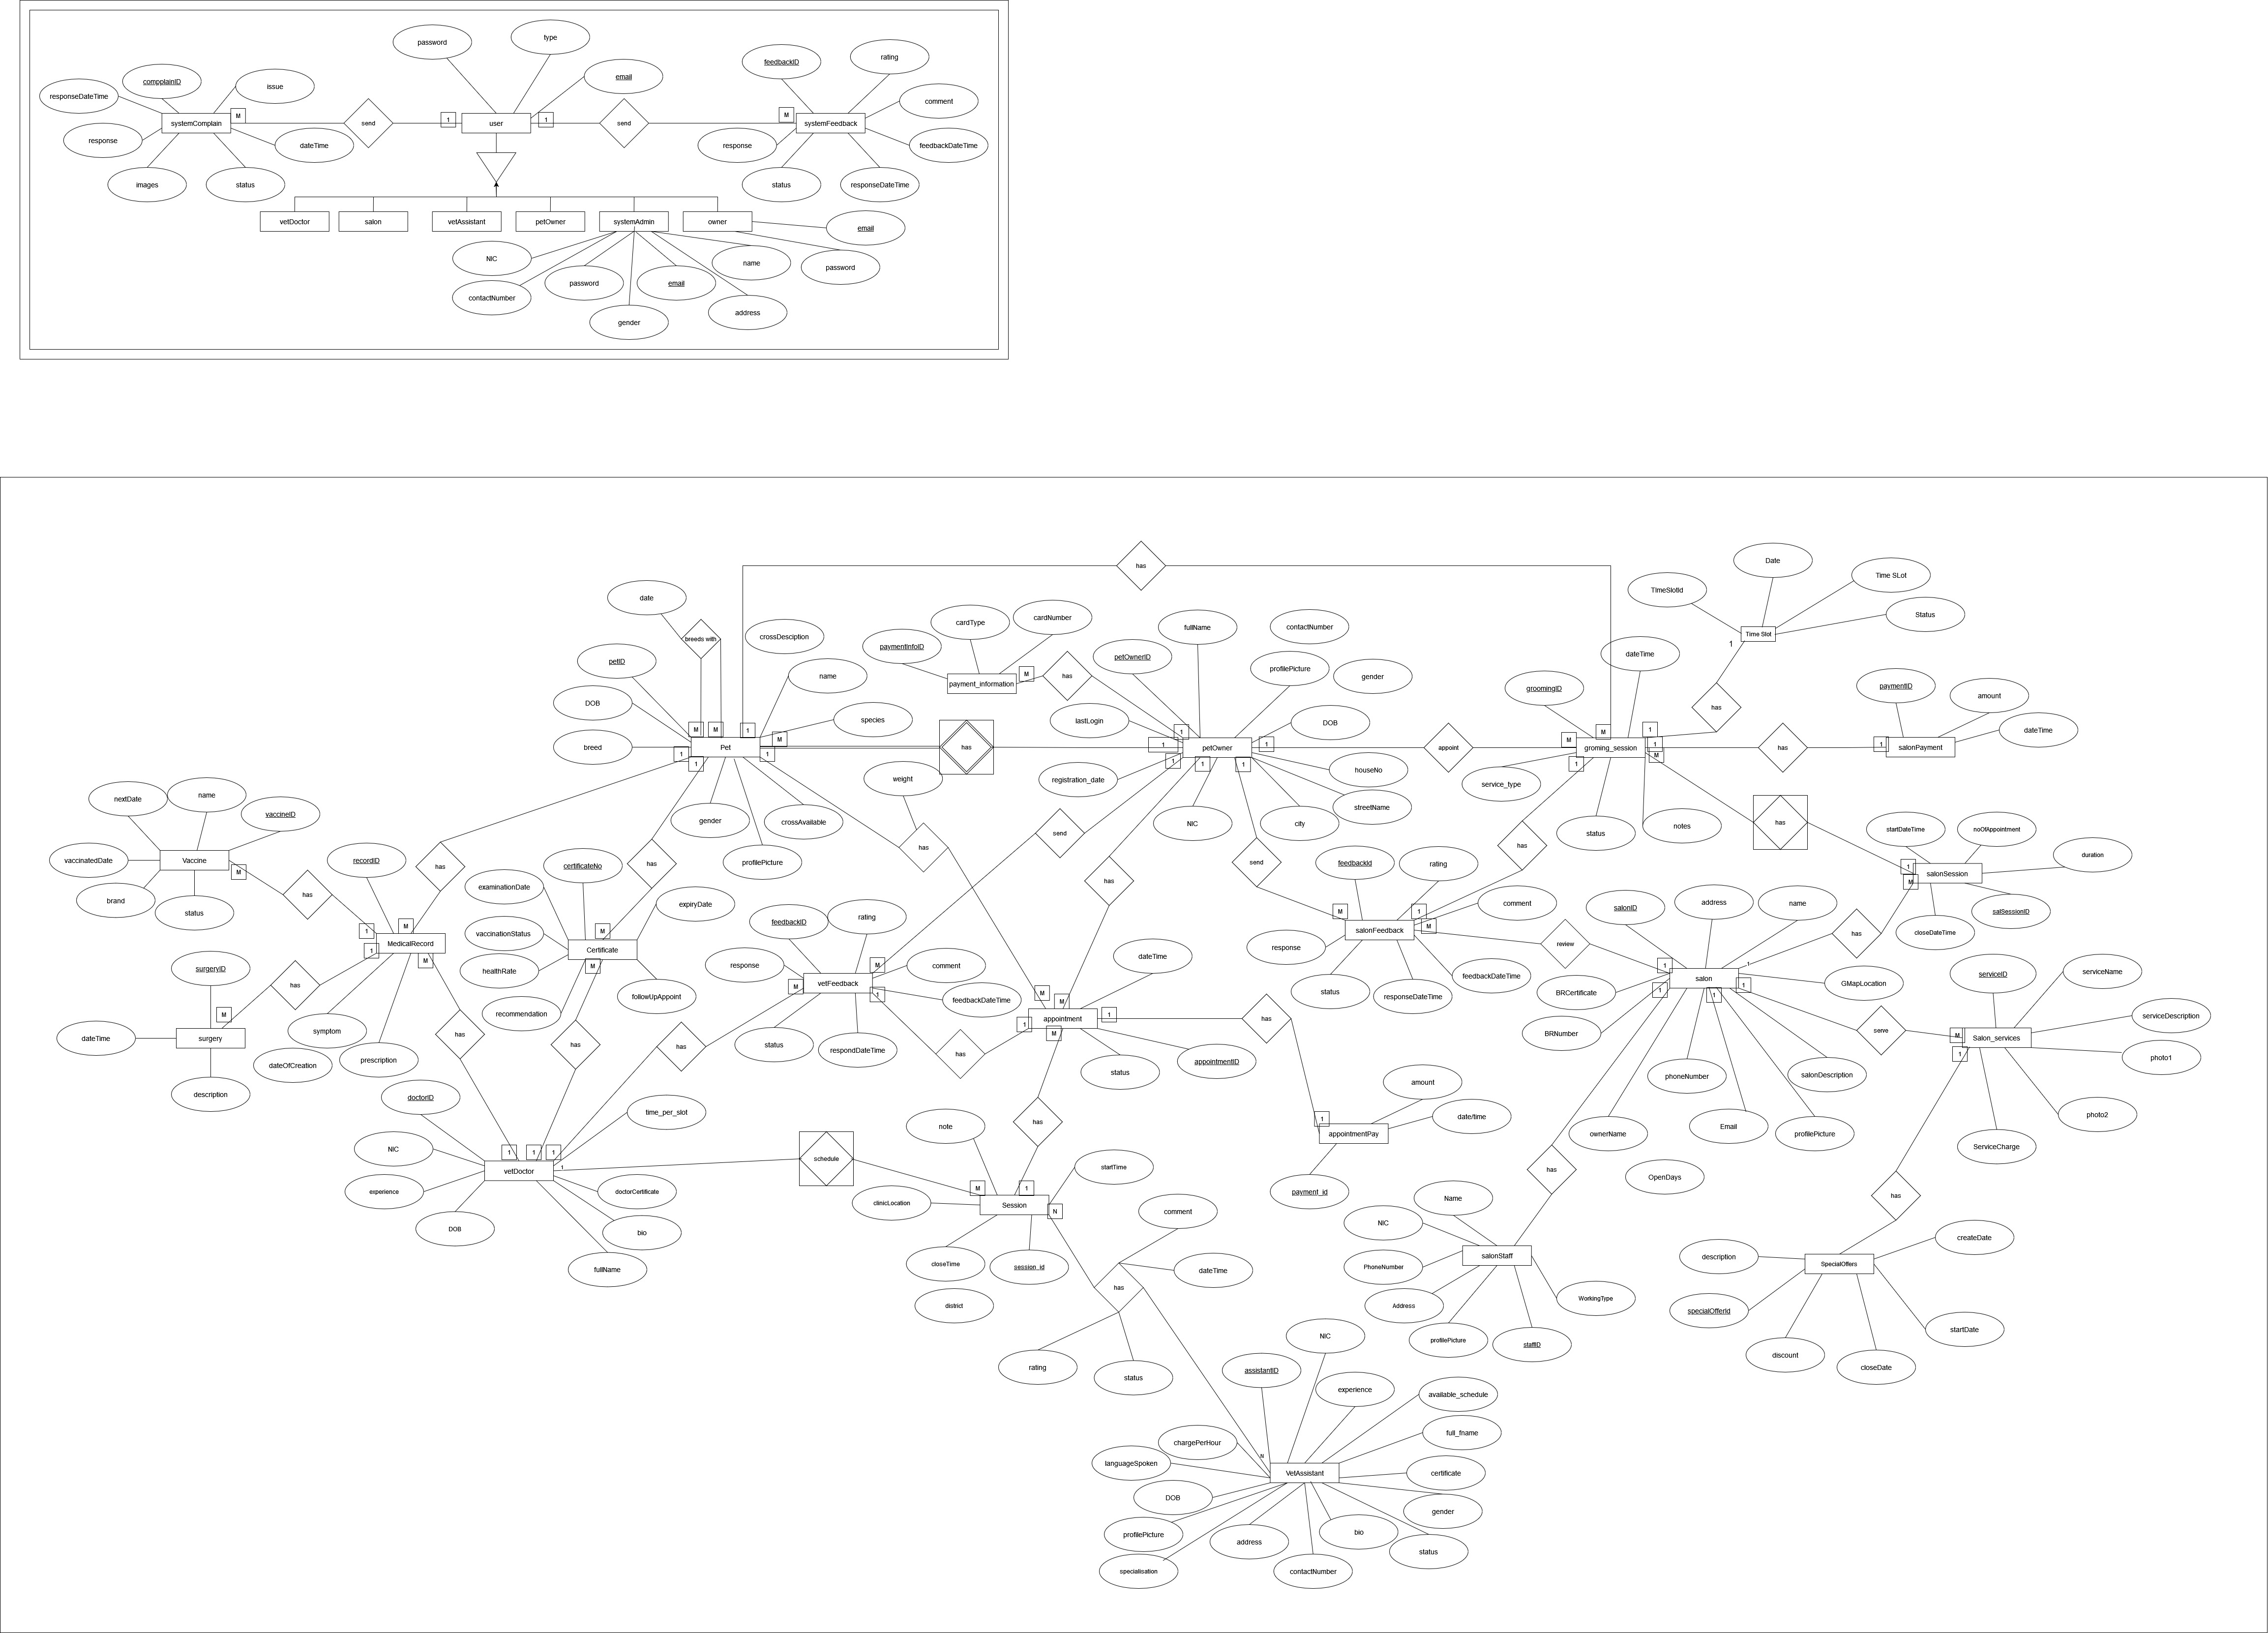 password
type
email
feedbackID
rating
compplainID
issue
responseDateTime
comment
systemComplain
M
send
1
user
1
send
M
systemFeedback
response
dateTime
response
feedbackDateTime
images
status
status
responseDateTime
vetDoctor
salon
vetAssistant
petOwner
systemAdmin
owner
email
NIC
name
password
contactNumber
password
email
gender
address
has
Date
Time SLot
TImeSlotId
Status
date
breeds with
crossDesciption
cardType
cardNumber
fullName
contactNumber
Time Slot
1
paymentInfoID
petOwnerID
profilePicture
dateTime
petID
name
payment_information
M
has
gender
groomingID
paymentID
amount
DOB
species
lastLogin
DOB
has
dateTime
M
M
1
M
1
M
M
1
breed
Pet
has
1
petOwner
1
appoint
groming_session
1
has
1
salonPayment
1
1
1
1
1
1
1
M
weight
registration_date
houseNo
service_type
nextDate
name
vaccineID
gender
crossAvailable
streetName
NIC
city
status
notes
has
startDateTime
noOfAppointment
send
has
vaccinatedDate
Vaccine
M
recordID
has
certificateNo
has
profilePicture
has
send
feedbackId
rating
duration
1
salonSession
M
brand
status
has
examinationDate
expiryDate
has
M
1
comment
salonID
address
name
salSessionID
closeDateTime
feedbackID
rating
1
M
MedicalRecord
1
M
vaccinationStatus
M
Certificate
M
salonFeedback
M
response
review
has
healthRate
surgeryID
has
response
M
comment
dateTime
feedbackDateTime
1
salon
1
1
1
1
GMapLocation
serviceID
serviceName
M
vetFeedback
1
feedbackDateTime
followUpAppoint
recommendation
status
responseDateTime
BRCertificate
M
M
1
appointment
M
1
has
BRNumber
serve
M
Salon_services
1
serviceDescription
photo1
M
surgery
dateTime
symptom
prescription
has
has
has
status
respondDateTime
has
appointmentID
status
dateOfCreation
phoneNumber
salonDescription
description
doctorID
time_per_slot
amount
date/time
photo2
note
has
1
appointmentPay
ownerName
Email
profilePicture
ServiceCharge
NIC
1
1
1
vetDoctor
1
schedule
startTime
has
OpenDays
experience
doctorCertificate
clinicLocation
M
1
Session
N
payment_id
Name
has
DOB
bio
comment
NIC
fullName
closeTime
session_id
dateTime
salonStaff
description
createDate
PhoneNumber
SpecialOffers
district
has
Address
WorkingType
specialOfferId
startDate
profilePicture
staffID
discount
closeDate
rating
status
NIC
assistantID
experience
available_schedule
chargePerHour
full_fname
languageSpoken
N
VetAssistant
certificate
DOB
gender
profilePicture
address
bio
status
specialisation
contactNumber